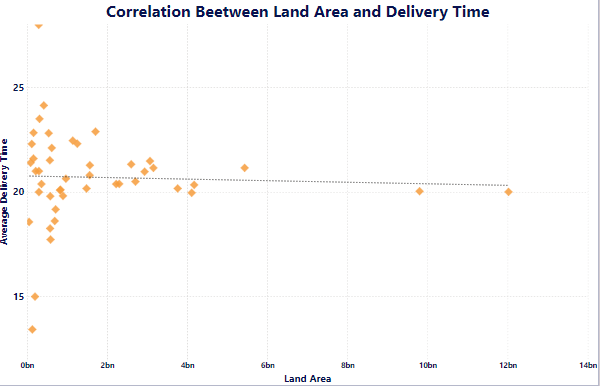 Correlation Beetween Land Area and Delivery Time
Average Delivery Time
25
20
15
0bn 2bn 4bn 6bn 8bn 10bn 12bn 14bn
Land Area